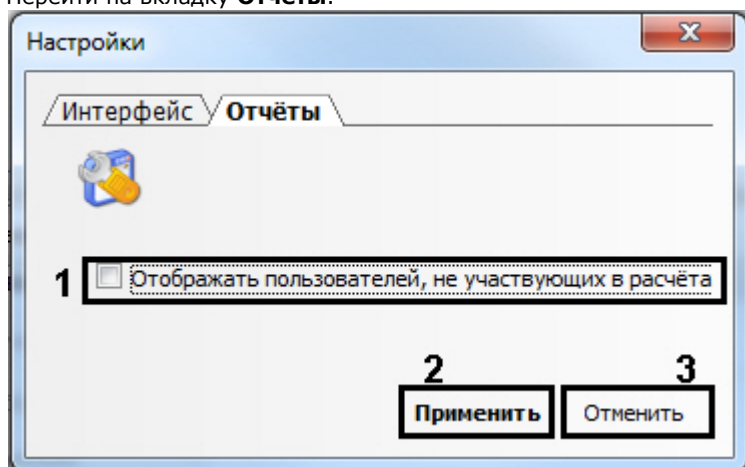 Перейти на вкладку Отчёты.
Настройки
Интерфейс Отчёты
1 Отображать пользователей, не участвующих в расчёта
2 3
Применить Отменить